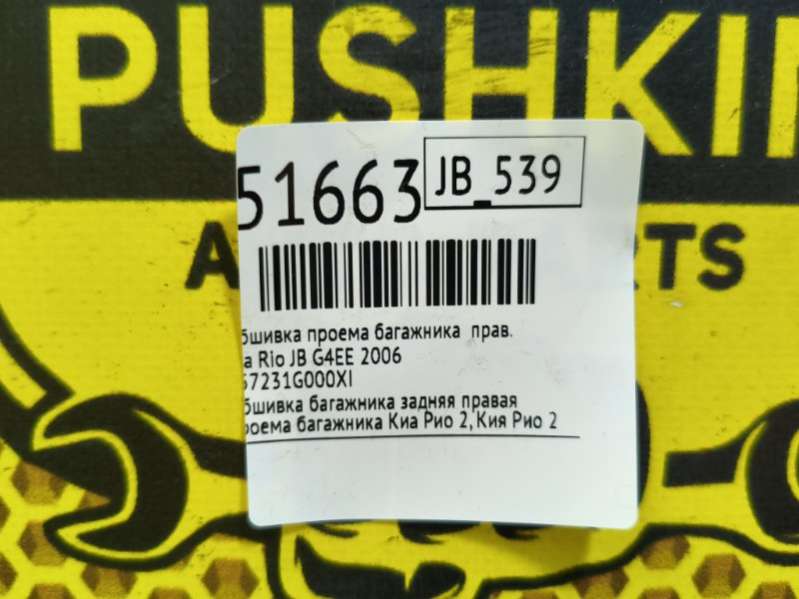 PUSHKIN
51663 JB_539
A RTS
бшивка проема багажника прав.
a Rio JB G4EE 2006
57231G000XI
бшивка багажника задняя правая
роема багажника Киа Рио 2, Кия Рио 2